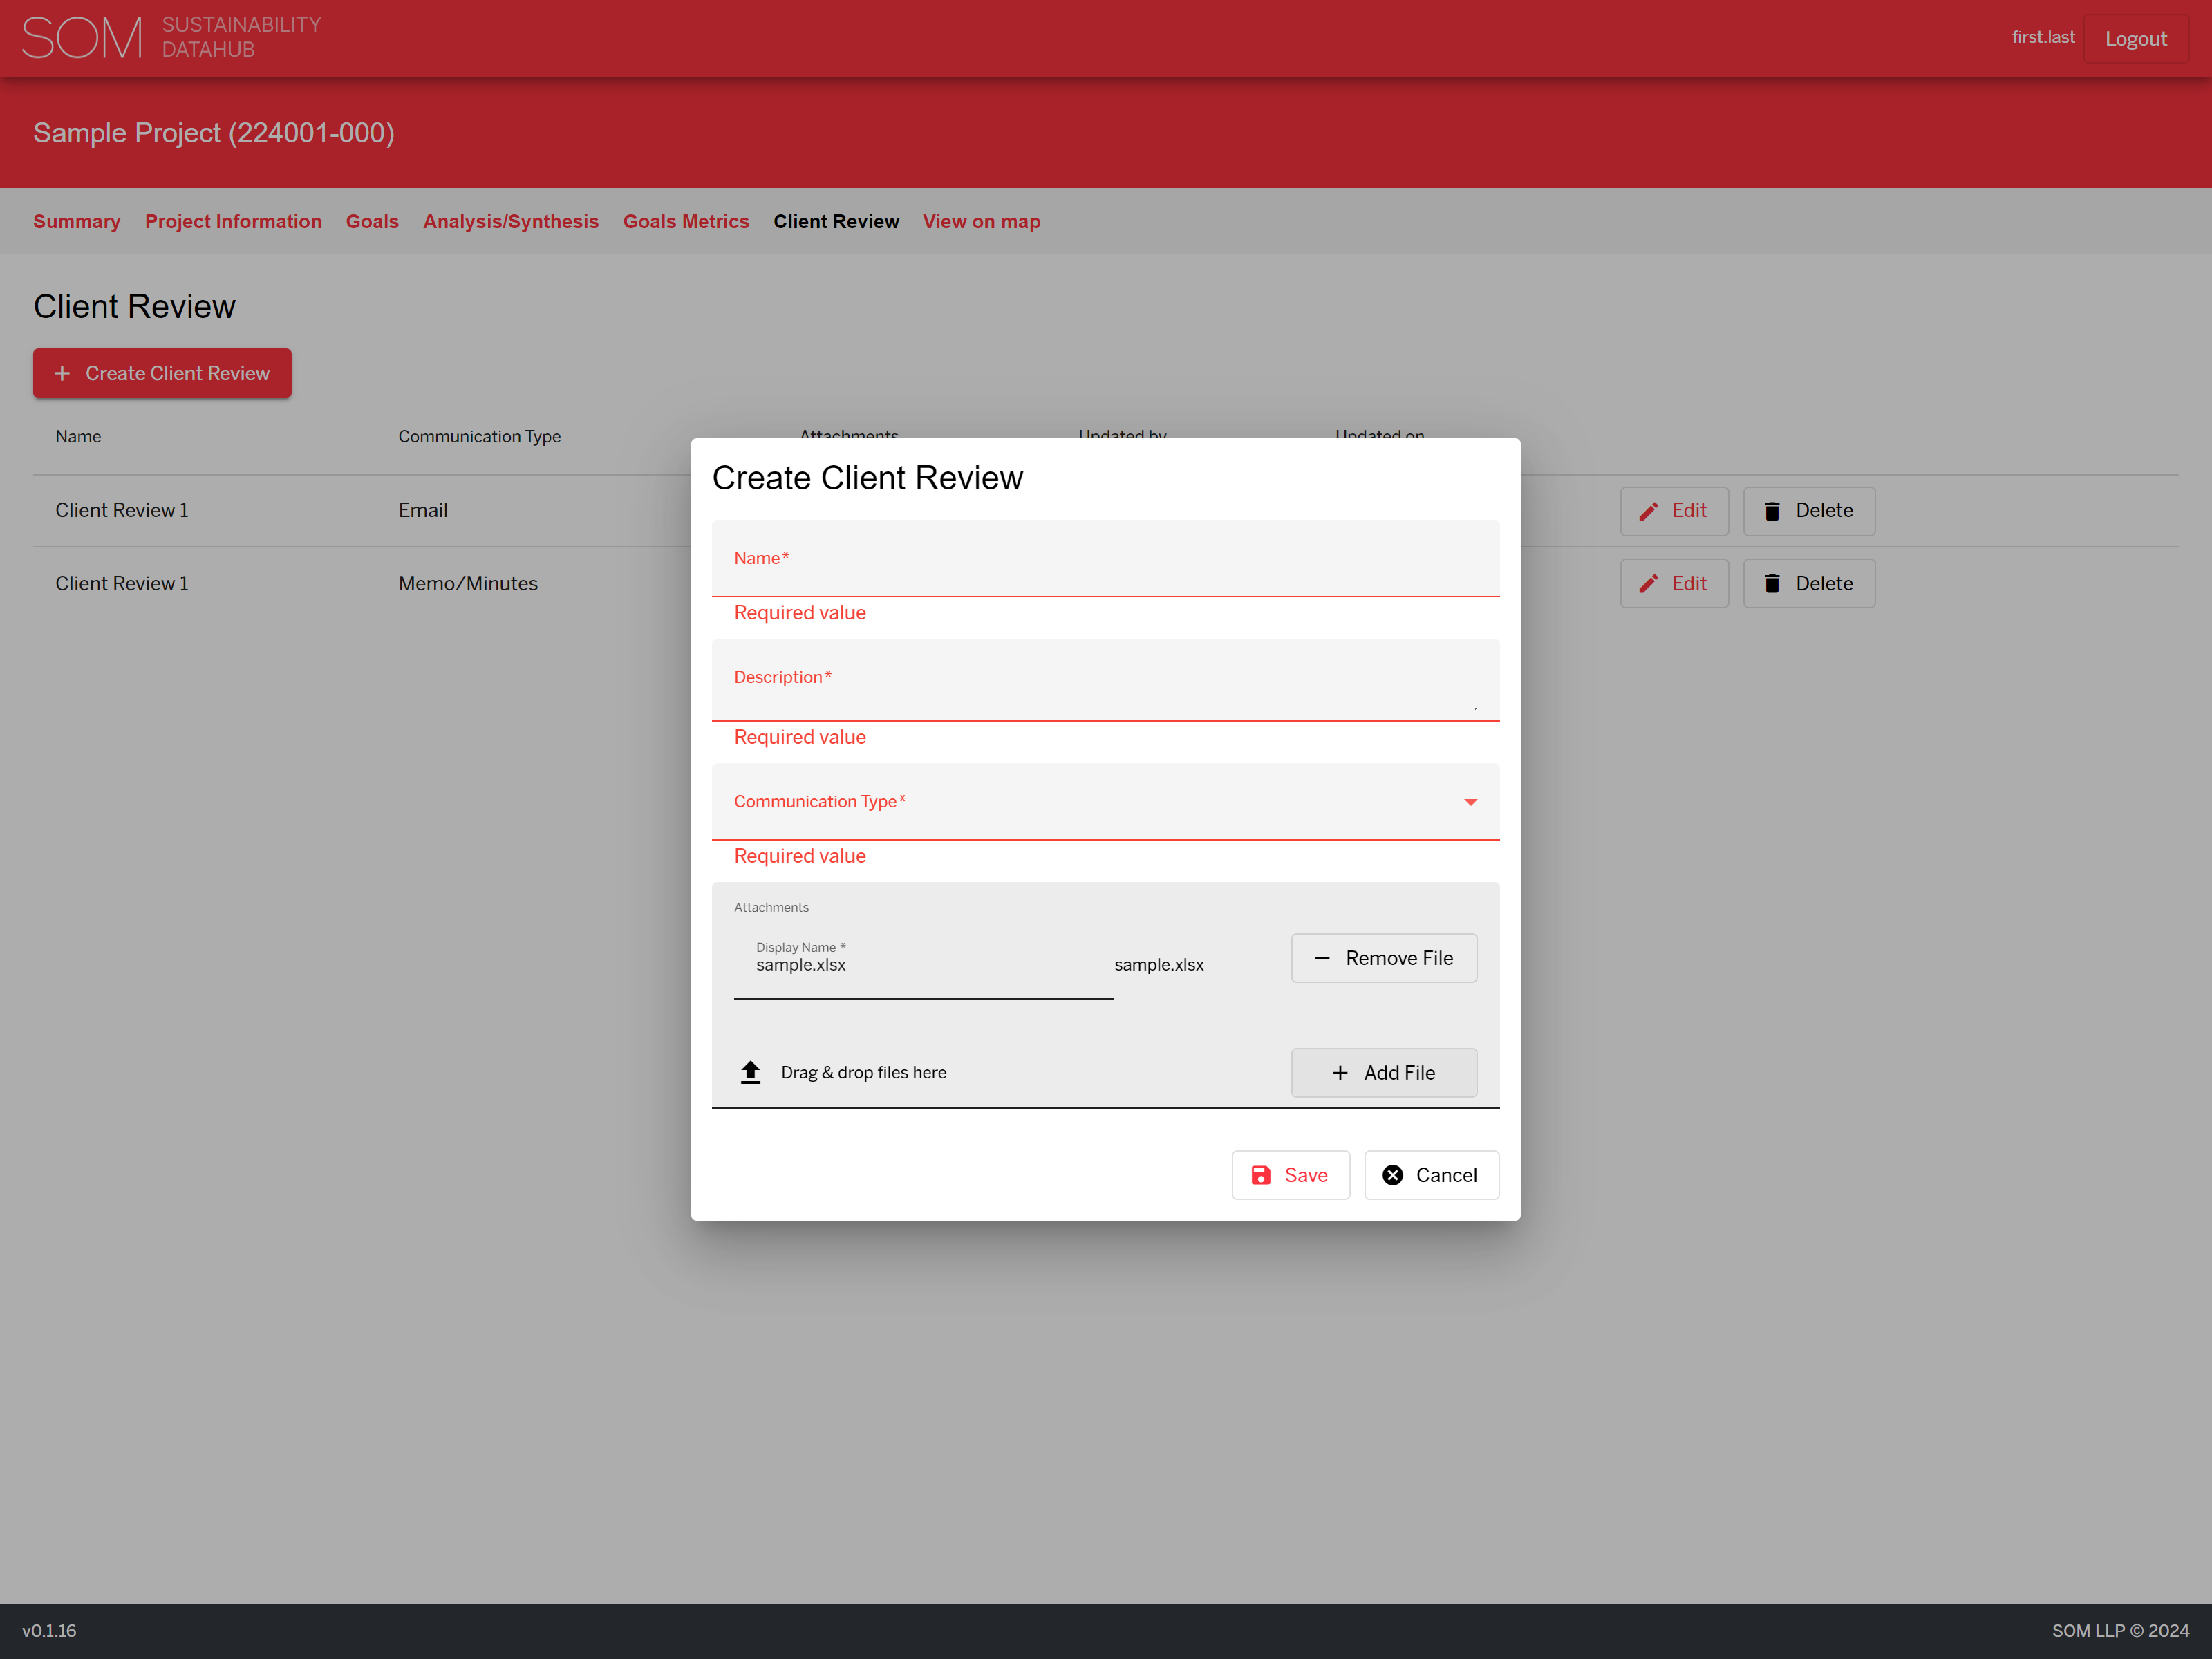 SOM SUSTAINABILITY
DATAHUB
first.last Logout
Sample Project (224001-000)
Summary Project Information Goals Analysis/Synthesis Goals Metrics Client Review View on map
Client Review
+ Create Client Review
Name Communication Type Attachments Updated by Updated on
Client Review 1 Email Edit Delete
Client Review 1 Memo/Minutes Edit Delete
Create Client Review
Name*
Required value
Description*
Required value
Communication Type*
Required value
Attachments
Display Name *
sample.xlsx sample.xlsx
− Remove File
Drag & drop files here + Add File
Save Cancel
v0.1.16 SOM LLP © 2024